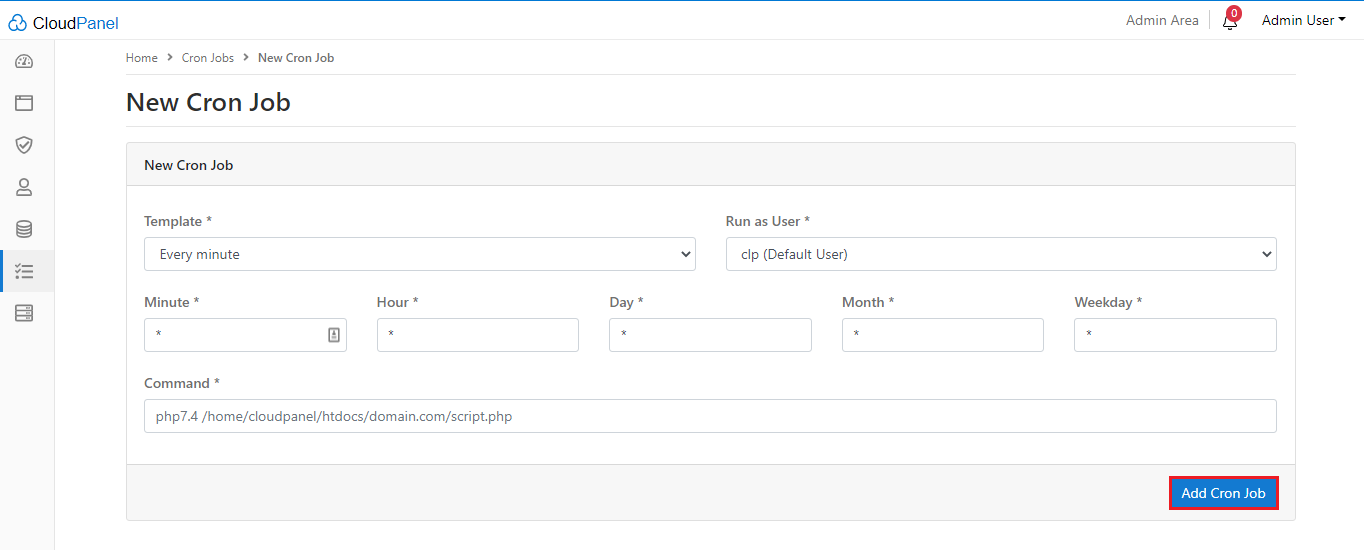 CloudPanel
Admin Area
0
Admin User
Home > Cron Jobs > New Cron Job
New Cron Job
New Cron Job
Template *
Run as User *
Every minute
clp (Default User)
Minute *
Hour *
Day *
Month *
Weekday *
*
*
*
*
*
Command *
php7.4 /home/cloudpanel/htdocs/domain.com/script.php
Add Cron Job